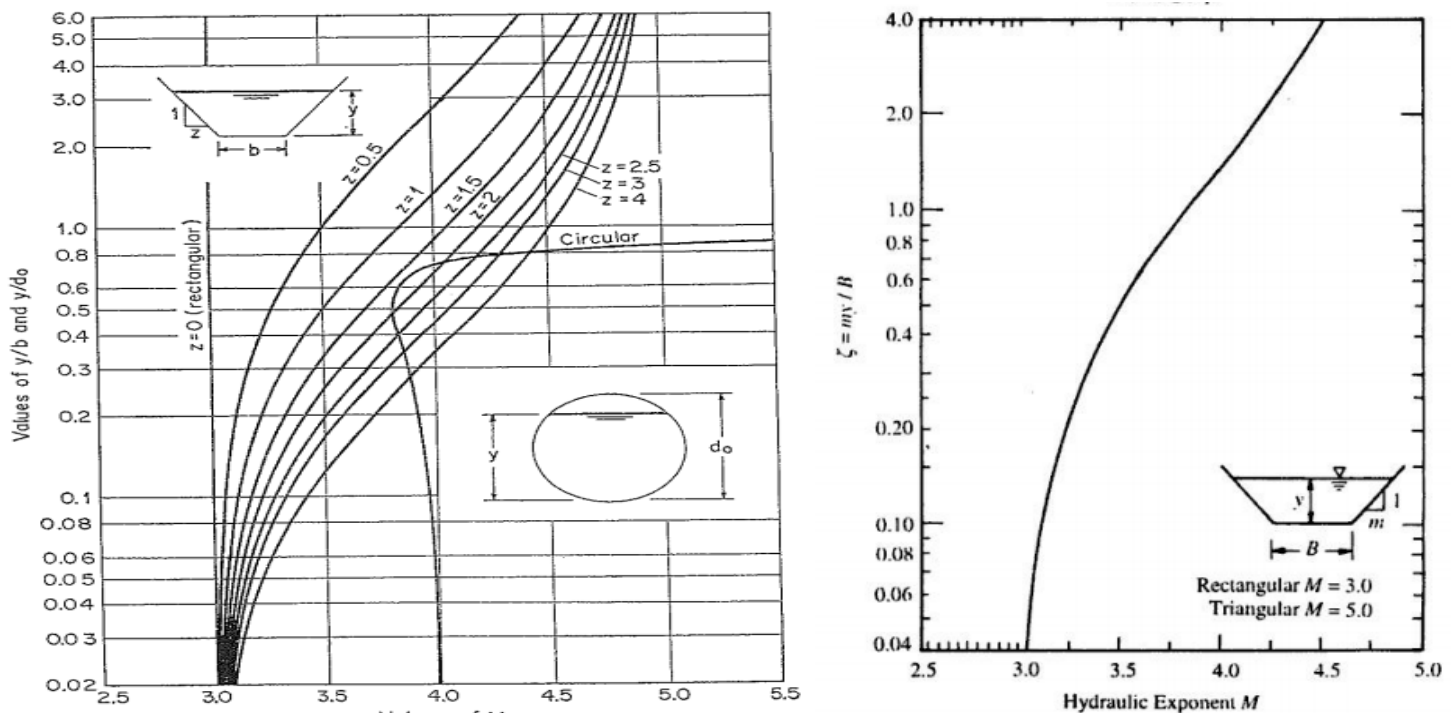 6.0
5.0
4.0
3.0
2.0
1.0
0.8
0.6
0.5
0.4
0.3
0.2
0.1
0.08
0.06
0.05
0.04
0.03
0.02
Values of y/b and y/d₀
1
z
b
y
z=0 (rectangular)
z=0.5
z=1
z=1.5
z=2
z=2.5
z=3
z=4
Circular
y
d₀
2.5 3.0 3.5 4.0 4.5 5.0 5.5
4.0
2.0
1.0
0.8
0.6
0.4
0.20
0.10
0.08
0.06
0.04
ζ = my / B
y
1
m
B
Rectangular M = 3.0
Triangular M = 5.0
2.5 3.0 3.5 4.0 4.5 5.0
Hydraulic Exponent M